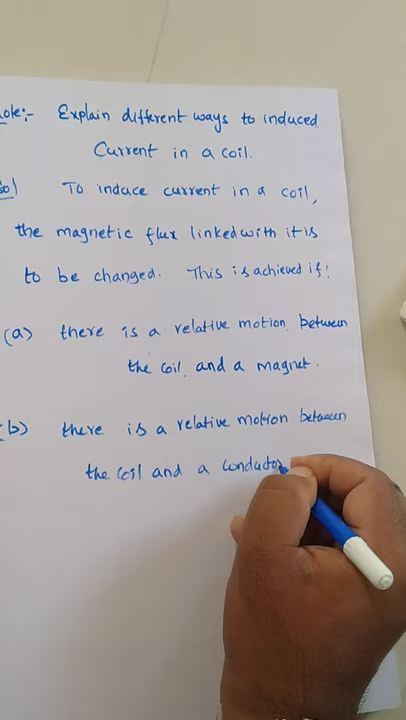 Note:- Explain different ways to induced
Current in a coil.
Sol To induce current in a coil,
the magnetic flux linked with it is
to be changed. This is achieved if:
(a) there is a relative motion between
the coil and a magnet.
(b) there is a relative motion between
the coil and a conductor